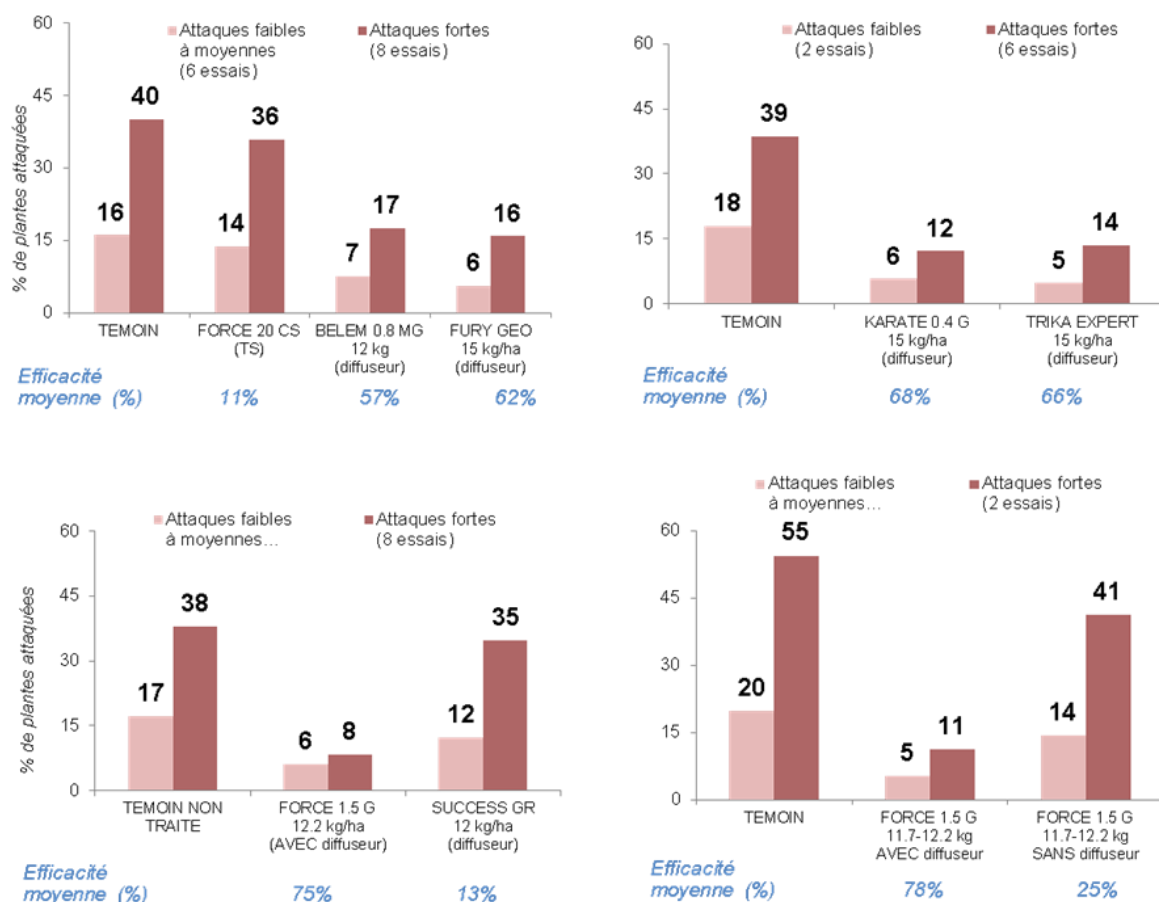 Attaques faibles
à moyennes
(6 essais)
Attaques fortes
(8 essais)
60
45
30
15
0
% de plantes attaquées
16
40
14
36
7
17
6
16
TEMOIN
FORCE 20 CS
(TS)
BELEM 0.8 MG
12 kg
(diffuseur)
FURY GEO
15 kg/ha
(diffuseur)
Efficacité
moyenne (%)
11%
57%
62%
Attaques faibles
(2 essais)
Attaques fortes
(6 essais)
60
45
30
15
0
18
39
6
12
5
14
TEMOIN
KARATE 0.4 G
15 kg/ha
(diffuseur)
TRIKA EXPERT
15 kg/ha
(diffuseur)
Efficacité
moyenne (%)
68%
66%
Attaques faibles
à moyennes...
Attaques fortes
(8 essais)
60
45
30
15
0
% de plantes attaquées
17
38
6
8
12
35
TEMOIN NON
TRAITE
FORCE 1.5 G
12.2 kg/ha
(AVEC diffuseur)
SUCCESS GR
12 kg/ha
(diffuseur)
Efficacité
moyenne (%)
75%
13%
Attaques faibles
à moyennes...
Attaques fortes
(2 essais)
60
45
30
15
0
20
55
5
11
14
41
TEMOIN
FORCE 1.5 G
11.7-12.2 kg
AVEC diffuseur
FORCE 1.5 G
11.7-12.2 kg
SANS diffuseur
Efficacité
moyenne (%)
78%
25%